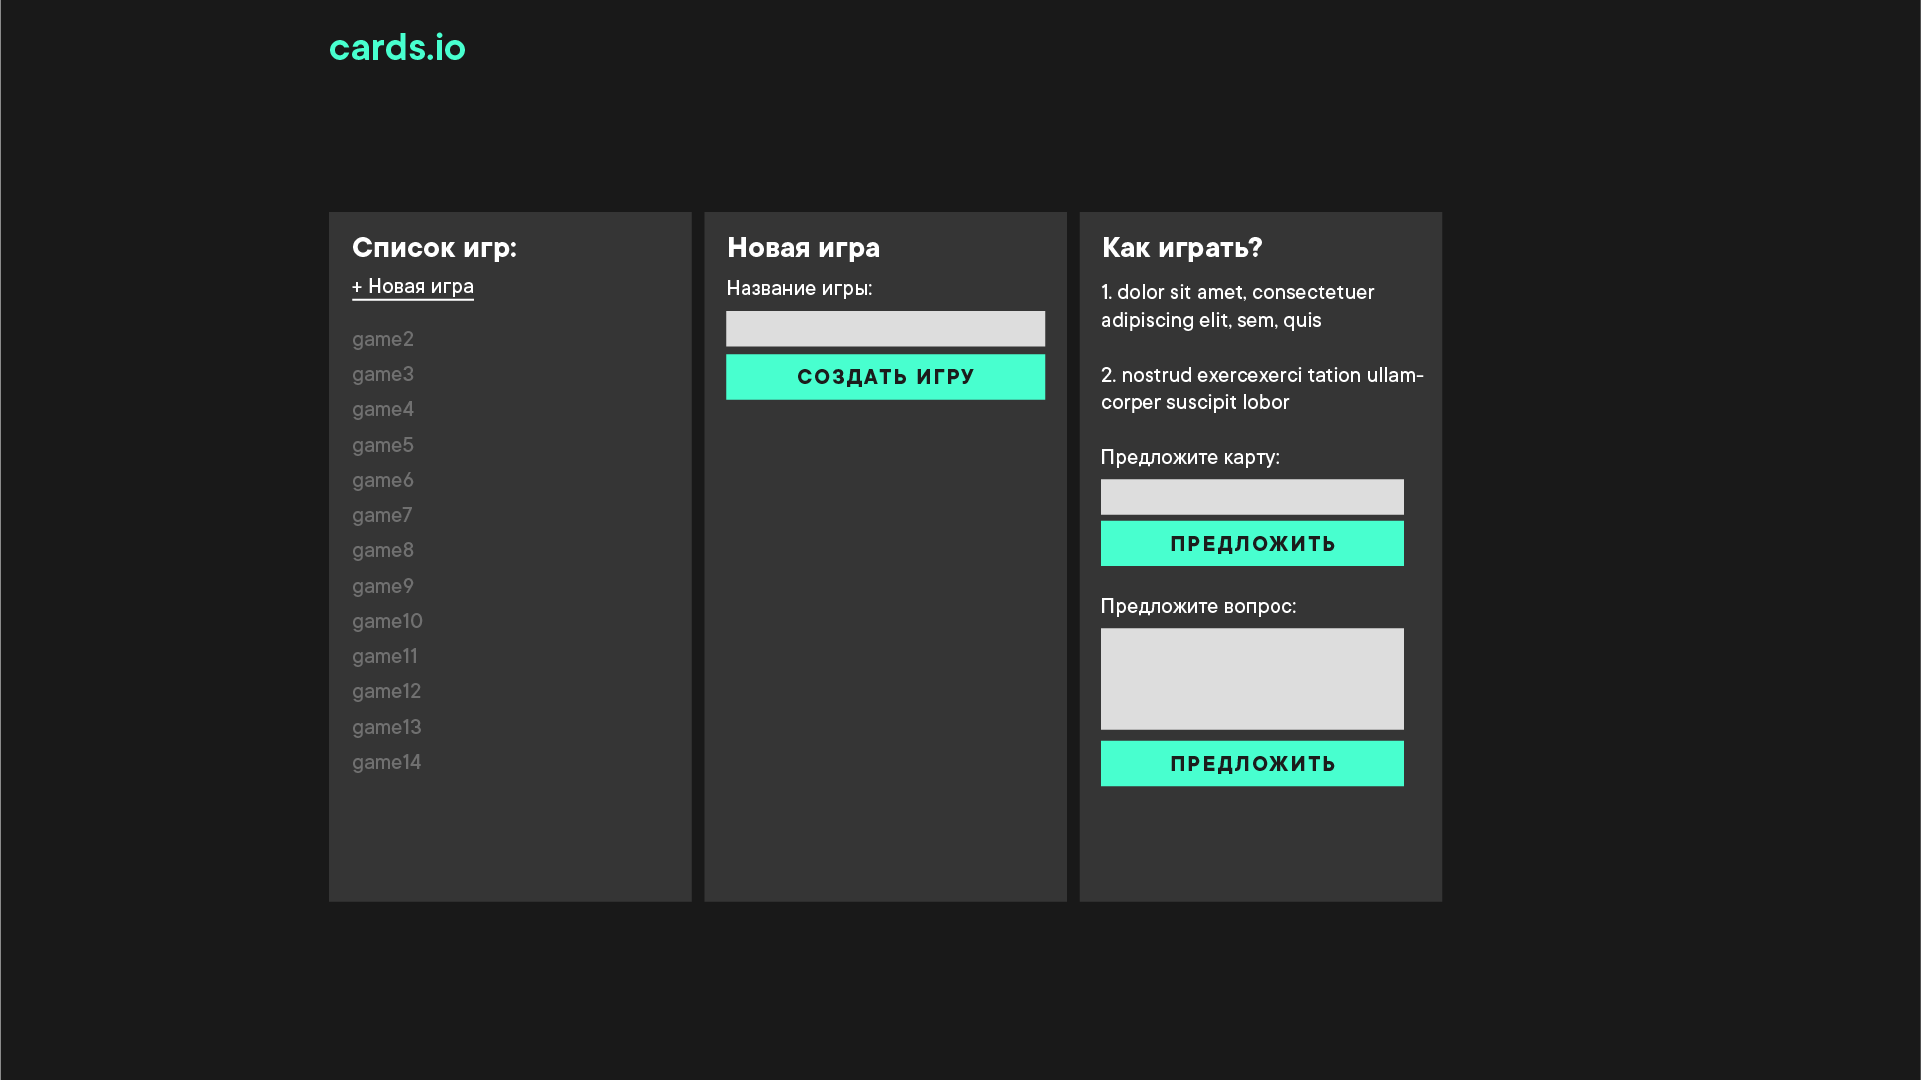 cards.io
Список игр:
+ Новая игра
game2
game3
game4
game5
game6
game7
game8
game9
game10
game11
game12
game13
game14
Новая игра
Название игры:
СОЗДАТЬ ИГРУ
Как играть?
1. dolor sit amet, consectetuer
adipiscing elit, sem, quis
2. nostrud exercexerci tation ullam-
corper suscipit lobor
Предложите карту:
ПРЕДЛОЖИТЬ
Предложите вопрос:
ПРЕДЛОЖИТЬ